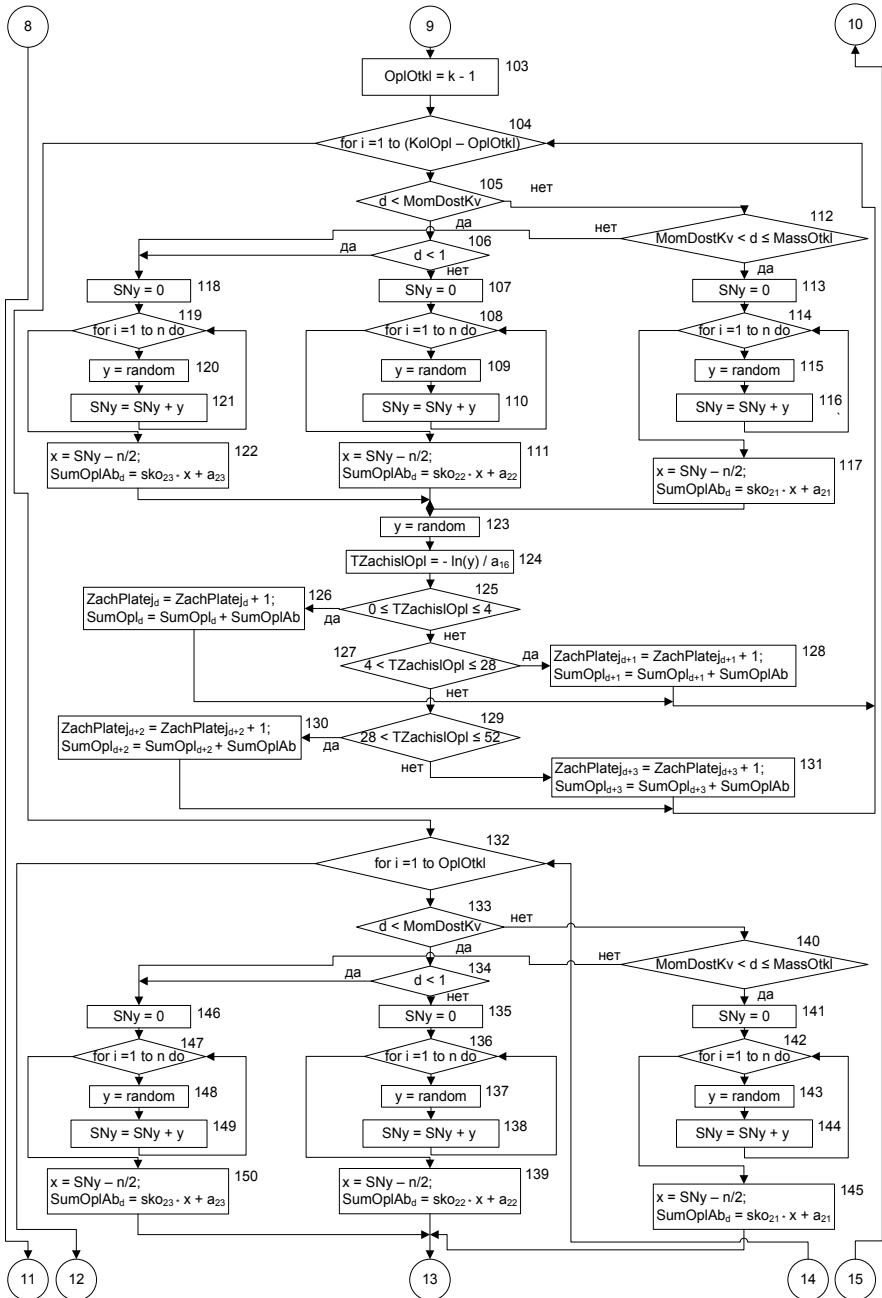 8
9
10
103
OplOtkl = k - 1
104
for i =1 to (KolOpl – OplOtkl)
105
d < MomDostKv
нет
да
112
MomDostKv < d ≤ MassOtkl
нет
да
106
d < 1
да
нет
SNy = 0
118
SNy = 0
107
SNy = 0
113
for i =1 to n do
119
for i =1 to n do
108
for i =1 to n do
114
y = random
120
y = random
109
y = random
115
SNy = SNy + y
121
SNy = SNy + y
110
SNy = SNy + y
116
x = SNy – n/2;
SumOplAbd = sko23 · x + a23
122
x = SNy – n/2;
SumOplAbd = sko22 · x + a22
111
x = SNy – n/2;
SumOplAbd = sko21 · x + a21
117
y = random
123
TZachislOpl = - ln(y) / a16
124
125
0 ≤ TZachislOpl ≤ 4
да
нет
126
ZachPlatejd = ZachPlatejd + 1;
SumOpld = SumOpld + SumOplAb
127
4 < TZachislOpl ≤ 28
да
нет
ZachPlatejd+1 = ZachPlatejd+1 + 1;
SumOpld+1 = SumOpld+1 + SumOplAb
128
129
28 < TZachislOpl ≤ 52
да
нет
130
ZachPlatejd+2 = ZachPlatejd+2 + 1;
SumOpld+2 = SumOpld+2 + SumOplAb
ZachPlatejd+3 = ZachPlatejd+3 + 1;
SumOpld+3 = SumOpld+3 + SumOplAb
131
132
for i =1 to OplOtkl
133
d < MomDostKv
нет
да
140
MomDostKv < d ≤ MassOtkl
нет
да
134
d < 1
да
нет
SNy = 0
146
SNy = 0
135
SNy = 0
141
for i =1 to n do
147
for i =1 to n do
136
for i =1 to n do
142
y = random
148
y = random
137
y = random
143
SNy = SNy + y
149
SNy = SNy + y
138
SNy = SNy + y
144
x = SNy – n/2;
SumOplAbd = sko23 · x + a23
150
x = SNy – n/2;
SumOplAbd = sko22 · x + a22
139
x = SNy – n/2;
SumOplAbd = sko21 · x + a21
145
11
12
13
14
15